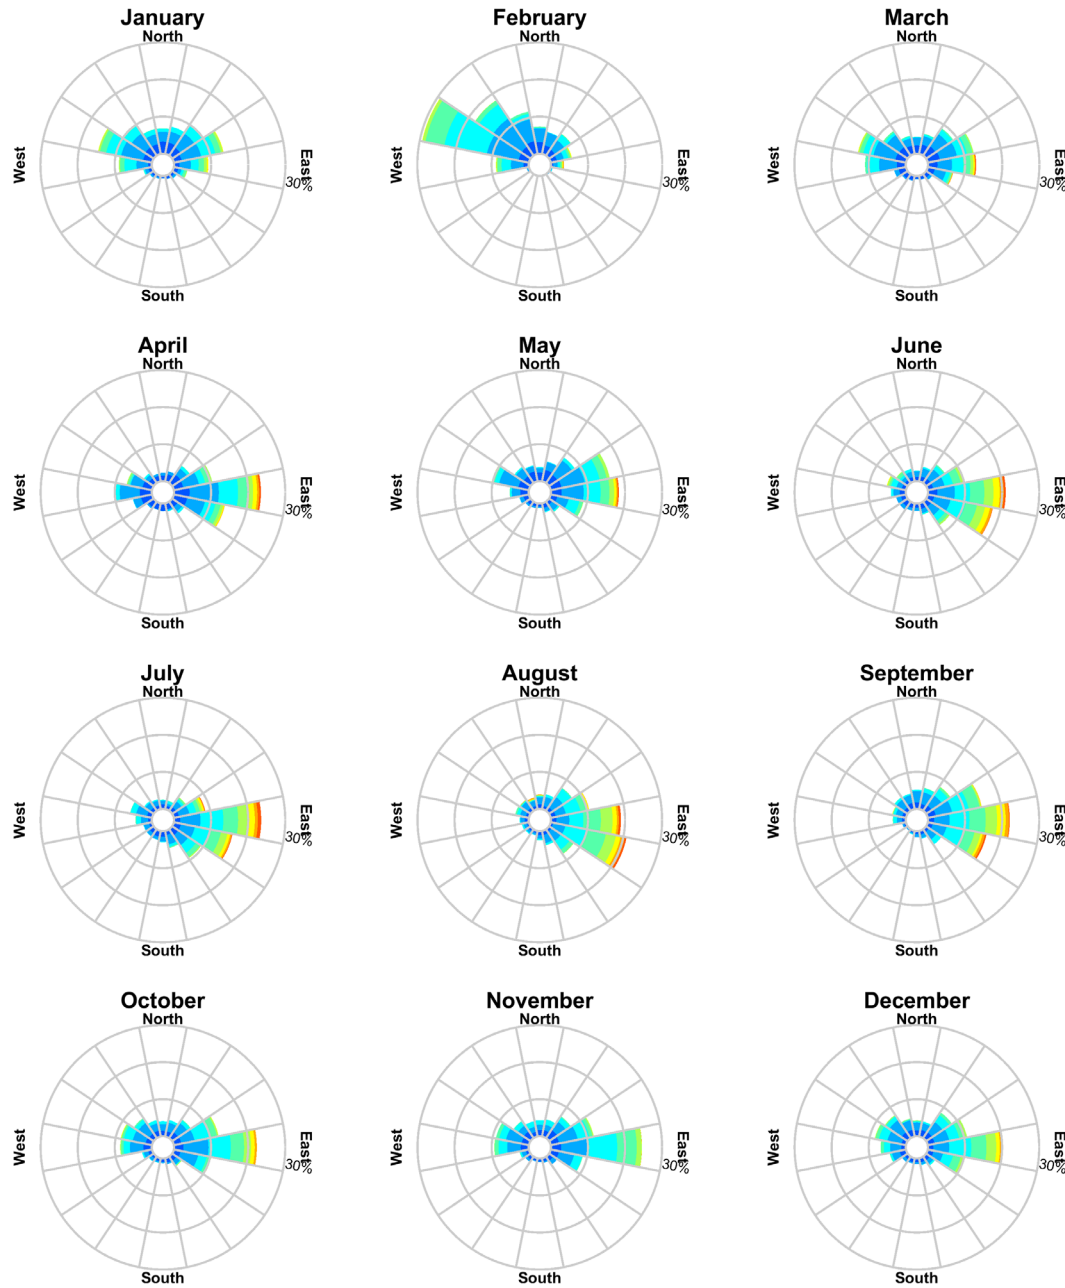 January
North
West
East
30%
South
February
North
West
East
30%
South
March
North
West
East
30%
South
April
North
West
East
30%
South
May
North
West
East
30%
South
June
North
West
East
30%
South
July
North
West
East
30%
South
August
North
West
East
30%
South
September
North
West
East
30%
South
October
North
West
East
30%
South
November
North
West
East
30%
South
December
North
West
East
30%
South